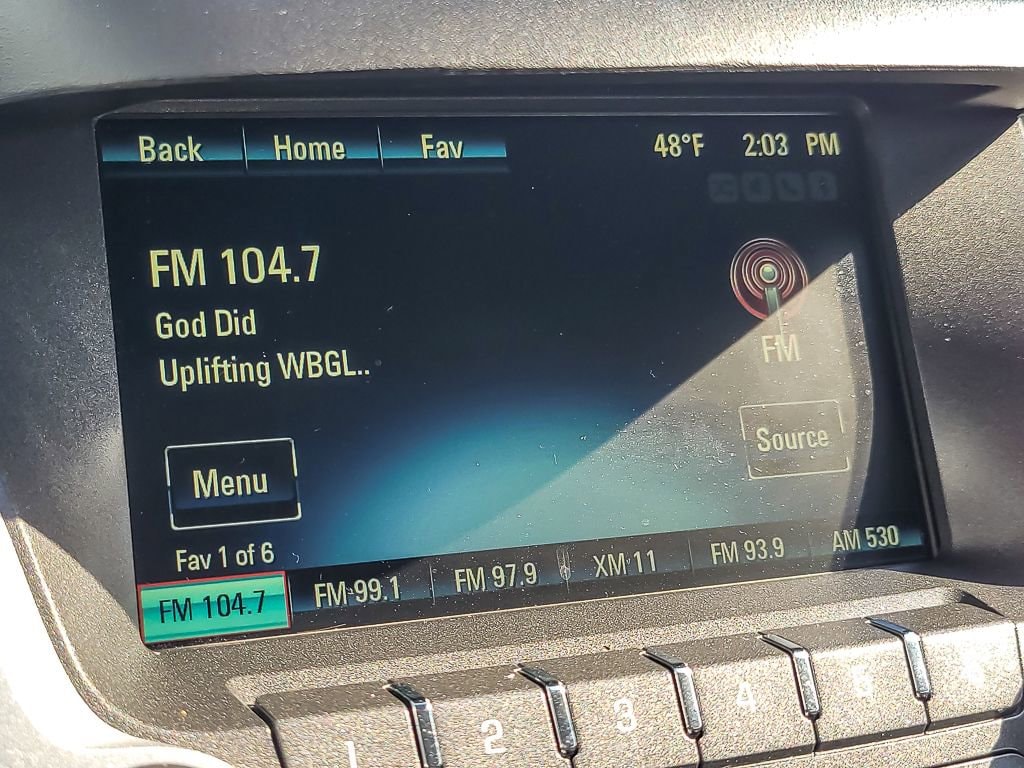 Back Home Fav 48°F 2:03 PM
FM 104.7
God Did
Uplifting WBGL..
FM
Source
Menu
Fav 1 of 6
FM 104.7 FM 99.1 FM 97.9 XM 11 FM 93.9 AM 530
1 2 3 4 5 6